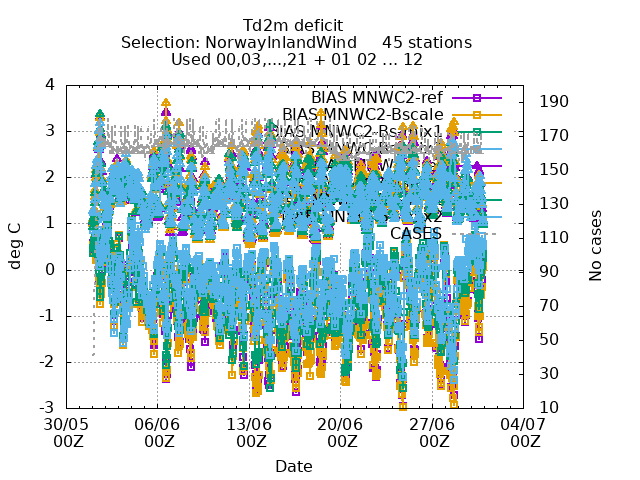 Td2m deficit
Selection: NorwayInlandWind     45 stations
Used 00,03,...,21 + 01 02 ... 12
BIAS MNWC2-ref
BIAS MNWC2-Bscale
BIAS MNWC2-Bsmix1
CASES
deg C
No cases
4
3
2
1
0
-1
-2
-3
190
170
150
130
110
90
70
50
30
10
30/05 00Z
06/06 00Z
13/06 00Z
20/06 00Z
27/06 00Z
04/07 00Z
Date